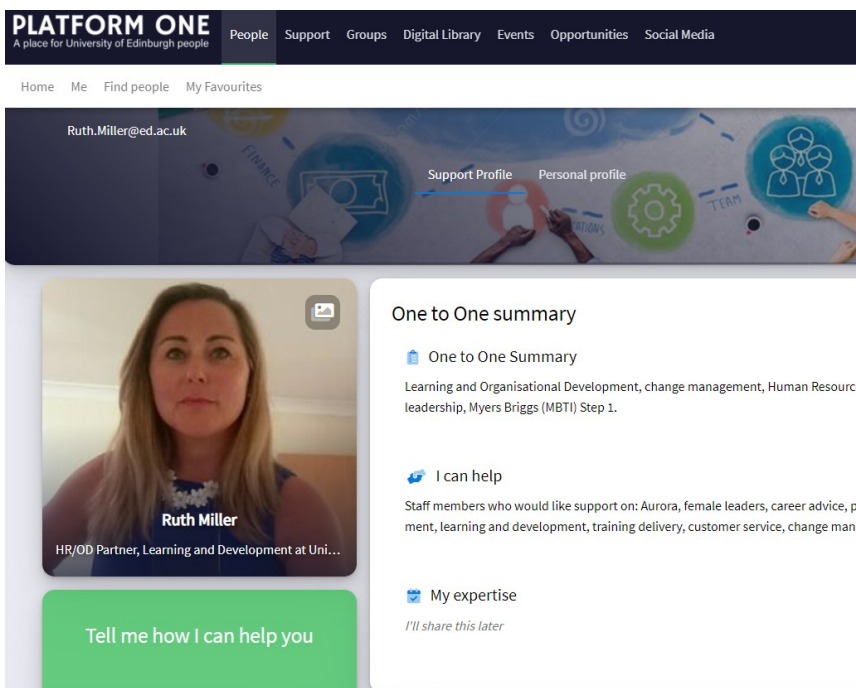 PLATFORM ONE
A place for University of Edinburgh people
People Support Groups Digital Library Events Opportunities Social Media
Home Me Find people My Favourites
Ruth.Miller@ed.ac.uk
FINANCE
Support Profile Personal profile
TEAM
One to One summary
One to One Summary
Learning and Organisational Development, change management, Human Resourc
leadership, Myers Briggs (MBTI) Step 1.
I can help
Staff members who would like support on: Aurora, female leaders, career advice, p
ment, learning and development, training delivery, customer service, change man
Ruth Miller
HR/OD Partner, Learning and Development at Uni...
My expertise
I'll share this later
Tell me how I can help you